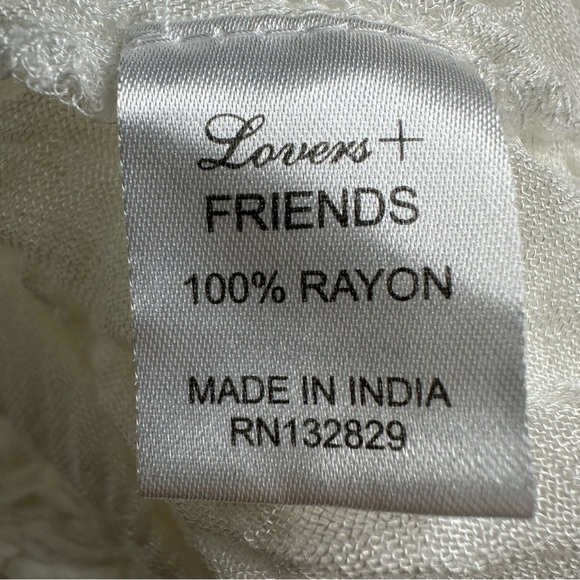 Lovers +
FRIENDS
100% RAYON
MADE IN INDIA
RN132829